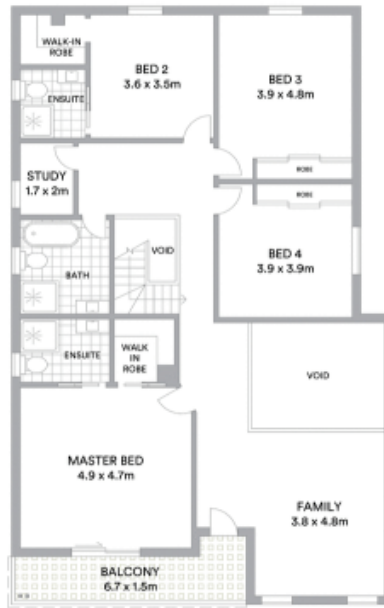 WALK-IN
ROBE
BED 2
3.6 x 3.5m
BED 3
3.9 x 4.8m
ENSUITE
ROBE
STUDY
1.7 x 2m
ROBE
BED 4
3.9 x 3.9m
VOID
BATH
ENSUITE
WALK
IN
ROBE
VOID
MASTER BED
4.9 x 4.7m
FAMILY
3.8 x 4.8m
BALCONY
6.7 x 1.5m